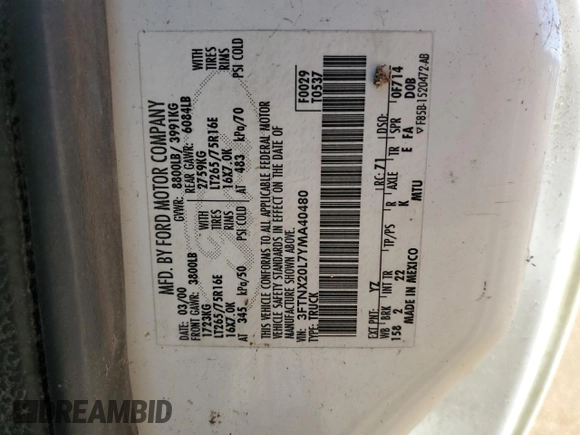 MFD. BY FORD MOTOR COMPANY
DATE: 03/00 GVWR: 8800LB/ 3991KG
FRONT GAWR: 3800LB REAR GAWR: 6084LB
1723KG 2759KG WITH
LT265/75R16E LT265/75R16E TIRES
16X7.0K 16X7.0K RIMS
AT 345 kPa/50 PSI COLD AT 483 kPa/70 PSI COLD
THIS VEHICLE CONFORMS TO ALL APPLICABLE FEDERAL MOTOR
VEHICLE SAFETY STANDARDS IN EFFECT ON THE DATE OF
MANUFACTURE SHOWN ABOVE.
VIN: 3FTNX20L7YMA40480 F0029
TYPE: TRUCK T0537
EXT PNT: YZ RC: 71 DSO:
WB BRK INT TR TP/PS R AXLE TR SPR 0F714
158 2 22 K E FA DOB
MADE IN MEXICO MTU F85B-1520472-AB
WITH
TIRES
RIMS
DREAMBID